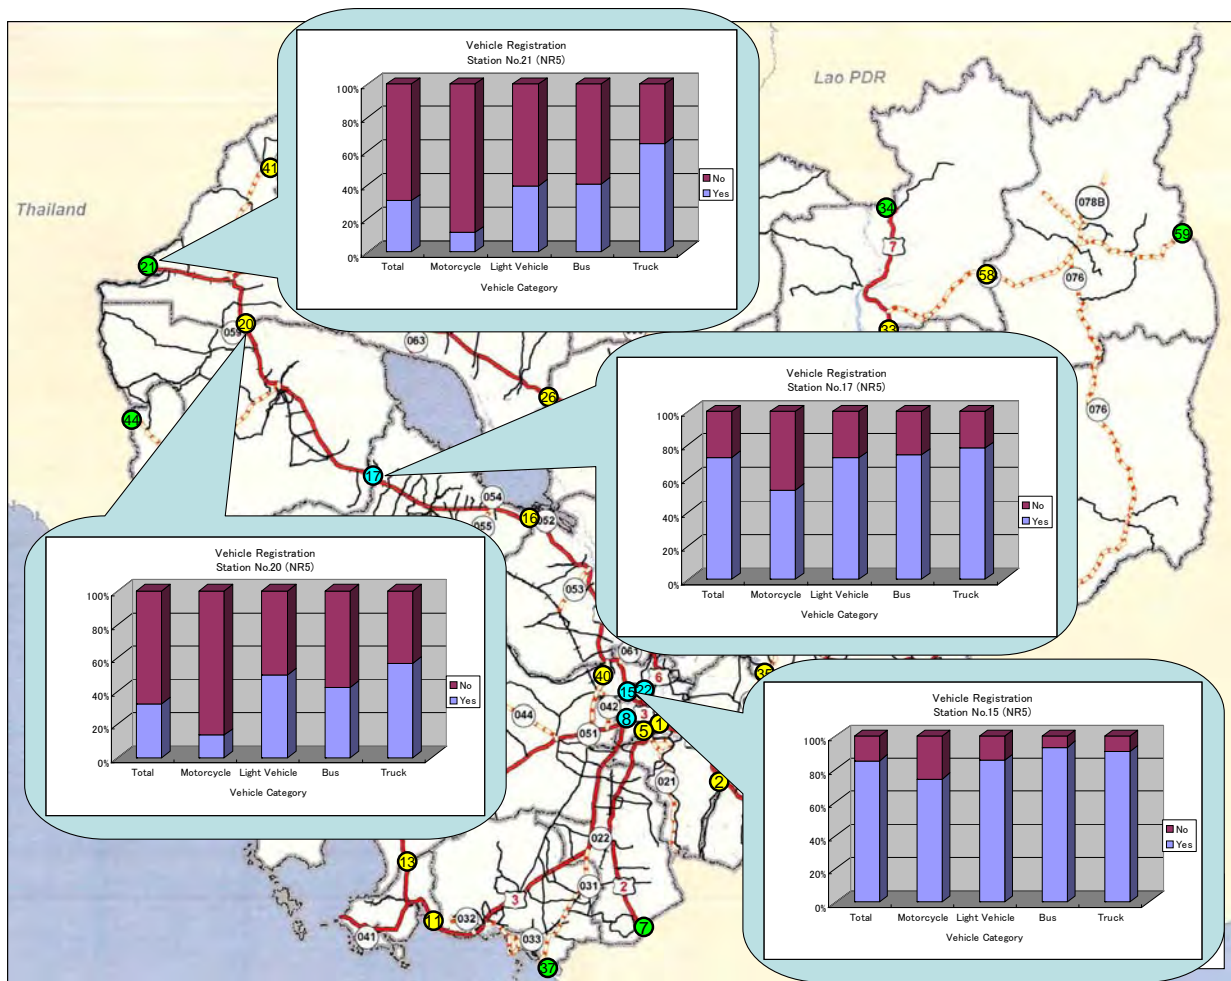 Vehicle Registration
Station No.21 (NR5)
100%
80%
60%
40%
20%
0%
Total
Motorcycle
Light Vehicle
Bus
Truck
Vehicle Category
No
Yes
Lao PDR
Thailand
41
34
078B
59
7
21
58
076
20
059
33
063
26
44
076
Vehicle Registration
Station No.17 (NR5)
100%
80%
60%
40%
20%
0%
Total
Motorcycle
Light Vehicle
Bus
Truck
Vehicle Category
No
Yes
17
054
16
052
055
053
Vehicle Registration
Station No.20 (NR5)
100%
80%
60%
40%
20%
0%
Total
Motorcycle
Light Vehicle
Bus
Truck
Vehicle Category
No
Yes
061
40
6
35
15
22
042
3
044
8
1
5
051
021
2
Vehicle Registration
Station No.15 (NR5)
100%
80%
60%
40%
20%
0%
Total
Motorcycle
Light Vehicle
Bus
Truck
Vehicle Category
No
Yes
022
13
031
2
3
11
032
7
041
033
37